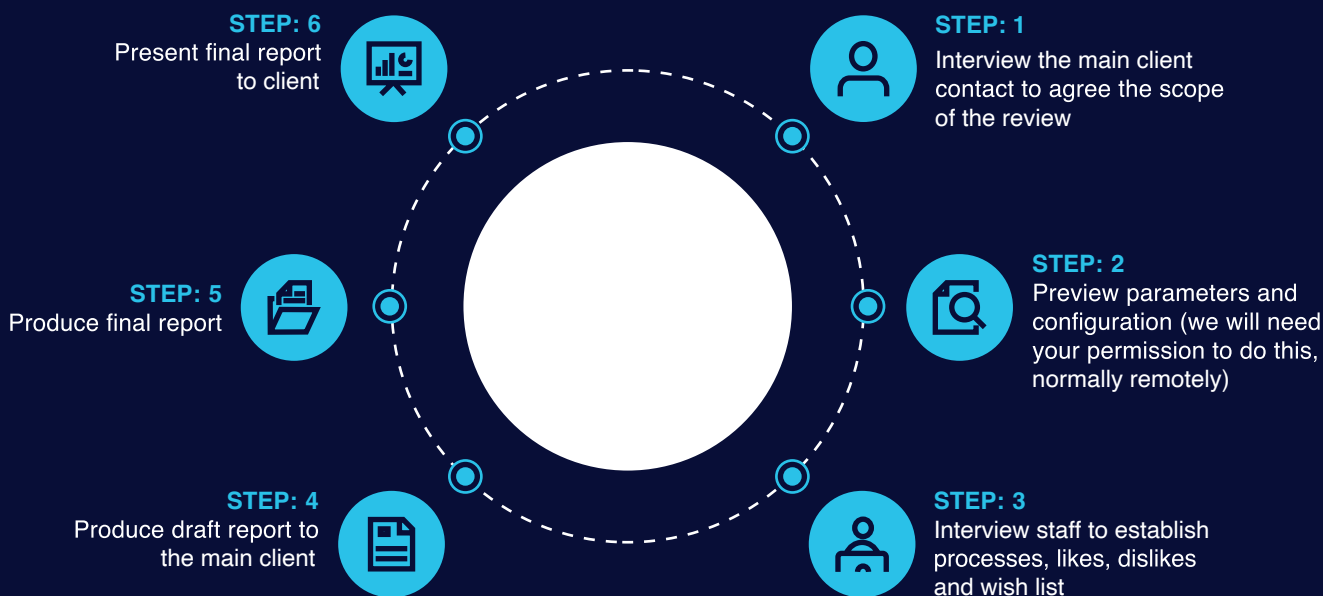 STEP: 1
Interview the main client
contact to agree the scope
of the review
STEP: 2
Preview parameters and
configuration (we will need
your permission to do this,
normally remotely)
STEP: 3
Interview staff to establish
processes, likes, dislikes
and wish list
STEP: 4
Produce draft report to
the main client
STEP: 5
Produce final report
STEP: 6
Present final report
to client